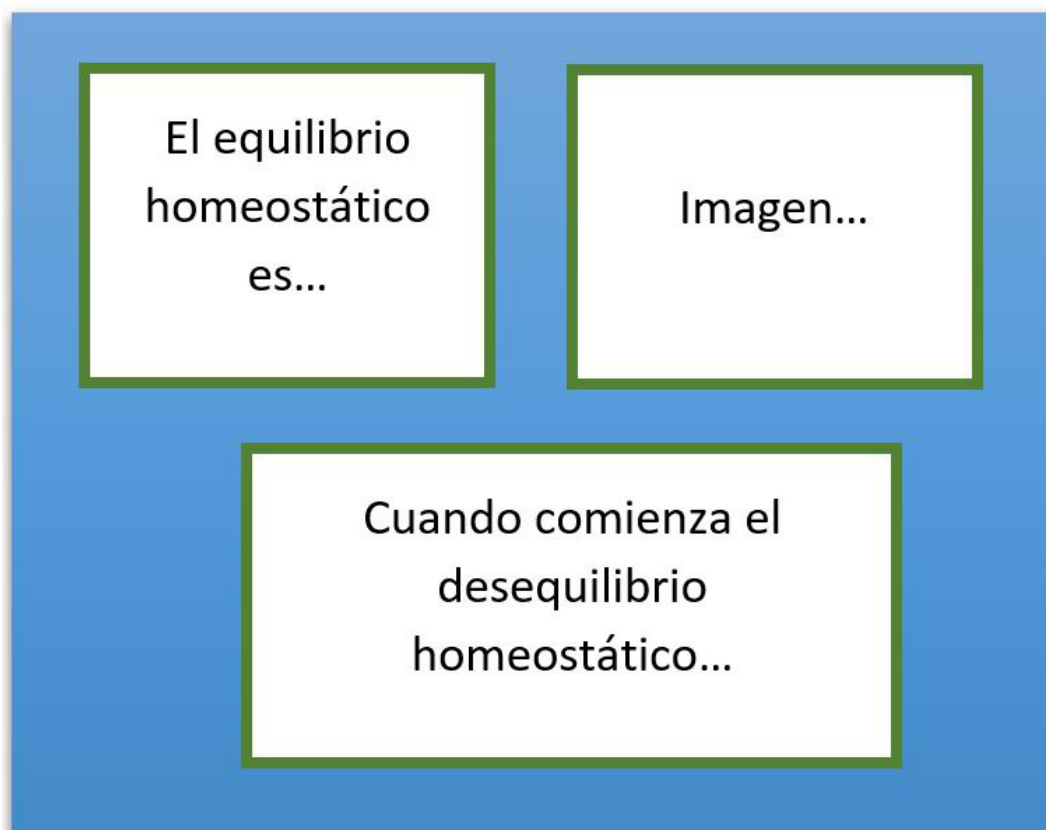 El equilibrio
homeostático
es...
Imagen...
Cuando comienza el
desequilibrio
homeostático...